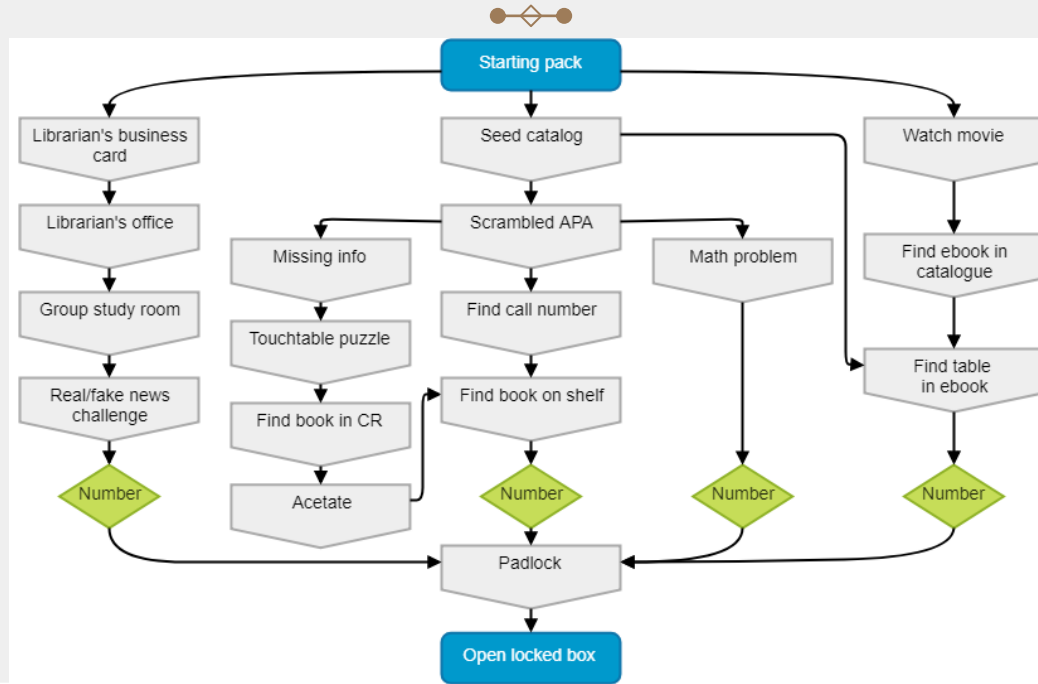 Starting pack
Librarian's business
card
Seed catalog
Watch movie
Librarian's office
Scrambled APA
Missing info
Math problem
Find ebook in
catalogue
Group study room
Find call number
Touchtable puzzle
Find table
in ebook
Real/fake news
challenge
Find book on shelf
Find book in CR
Acetate
Number
Number
Number
Number
Padlock
Open locked box